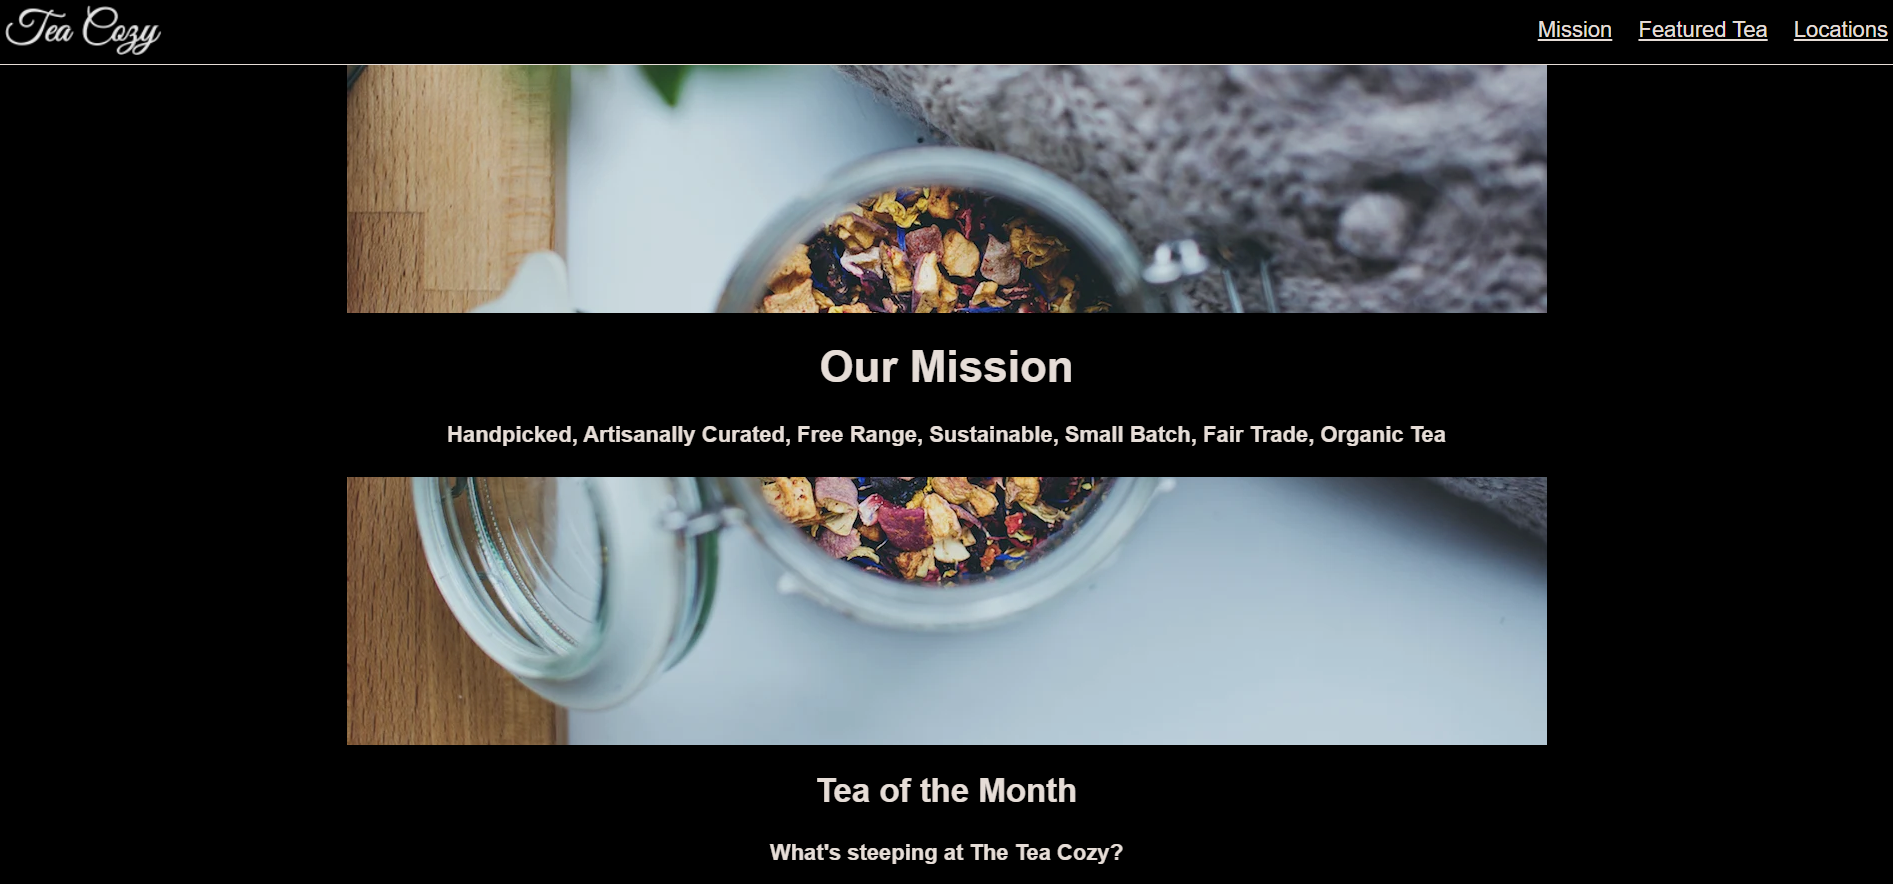 Tea Cozy
Mission Featured Tea Locations
Our Mission
Handpicked, Artisanally Curated, Free Range, Sustainable, Small Batch, Fair Trade, Organic Tea
Tea of the Month
What's steeping at The Tea Cozy?